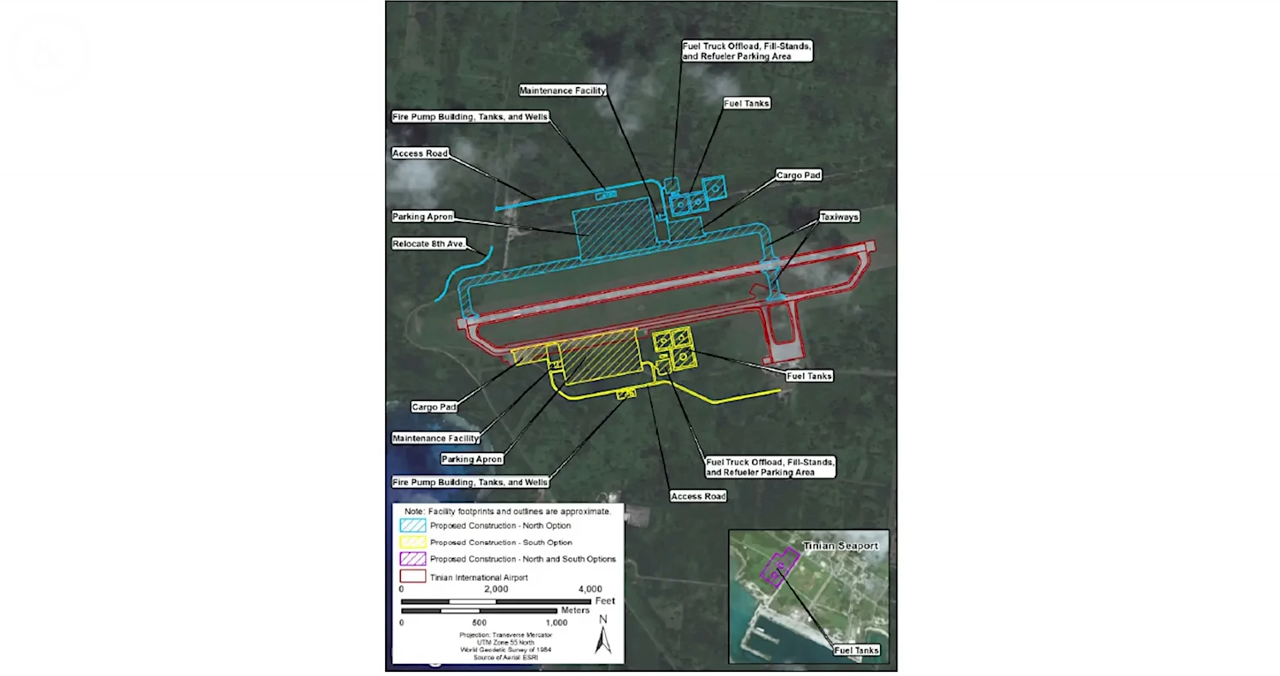 Fuel Truck Offload, Fill-Stands,
and Refueler Parking Area
Maintenance Facility
Fuel Tanks
Fire Pump Building, Tanks, and Wells
Access Road
Cargo Pad
Parking Apron
Taxiways
Relocate 8th Ave.
Fuel Tanks
Cargo Pad
Maintenance Facility
Parking Apron
Fuel Truck Offload, Fill-Stands,
and Refueler Parking Area
Fire Pump Building, Tanks, and Wells
Access Road
Note: Facility footprints and outlines are approximate.
Proposed Construction - North Option
Proposed Construction - South Option
Proposed Construction - North and South Options
Tinian International Airport
0 2,000 4,000
Feet
Meters
0 500 1,000
N
Projection: Transverse Mercator
UTM Zone 55 North
World Geodetic Survey of 1984
Source of Aerial: ESRI
Tinian Seaport
Fuel Tanks